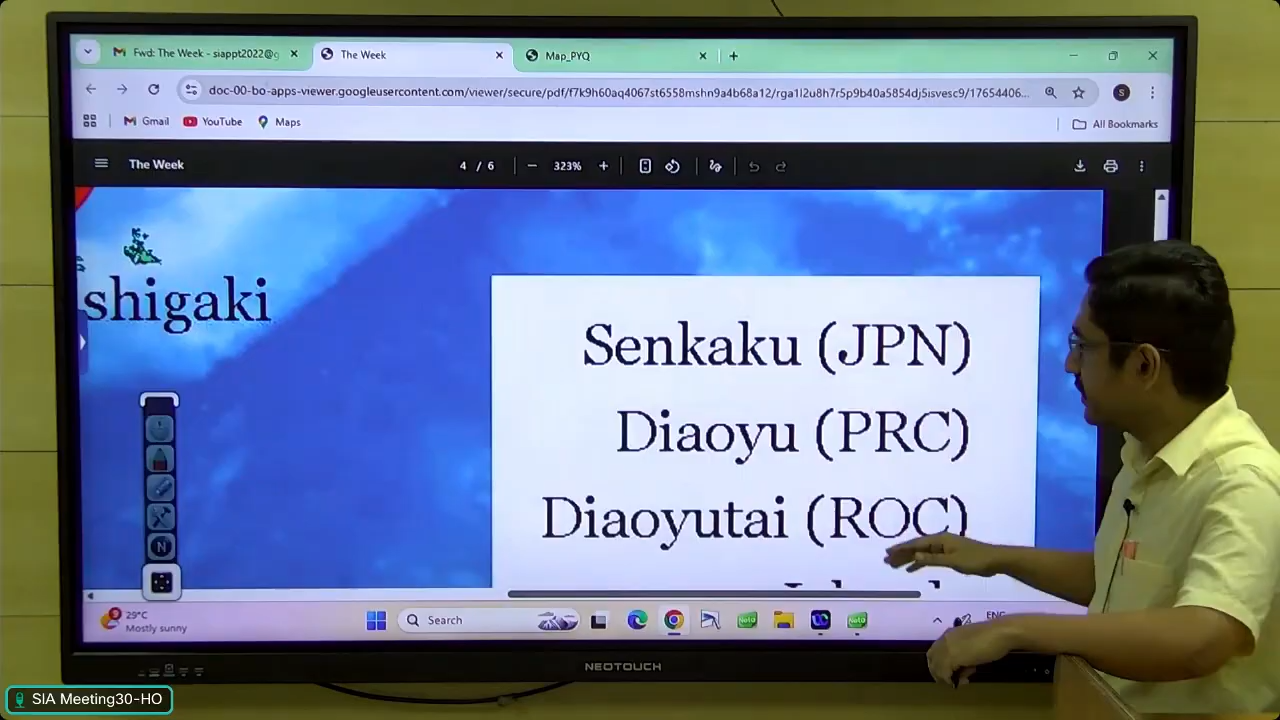 Fwd: The Week - siappt2022@g
The Week
Map_PYQ
doc-00-bo-apps-viewer.googleusercontent.com/viewer/secure/pdf/f7k9h60aq4067st6558mshn9a4b68a12/rga1l2u8h7r5p9b40a5854dj5isvesc9/17654406...
S
Gmail
YouTube
Maps
All Bookmarks
The Week
4 / 6
323%
shigaki
Senkaku (JPN)
Diaoyu (PRC)
Diaoyutai (ROC)
N
29°C
Mostly sunny
Search
ENG
NEOTOUCH
SIA Meeting30-HO